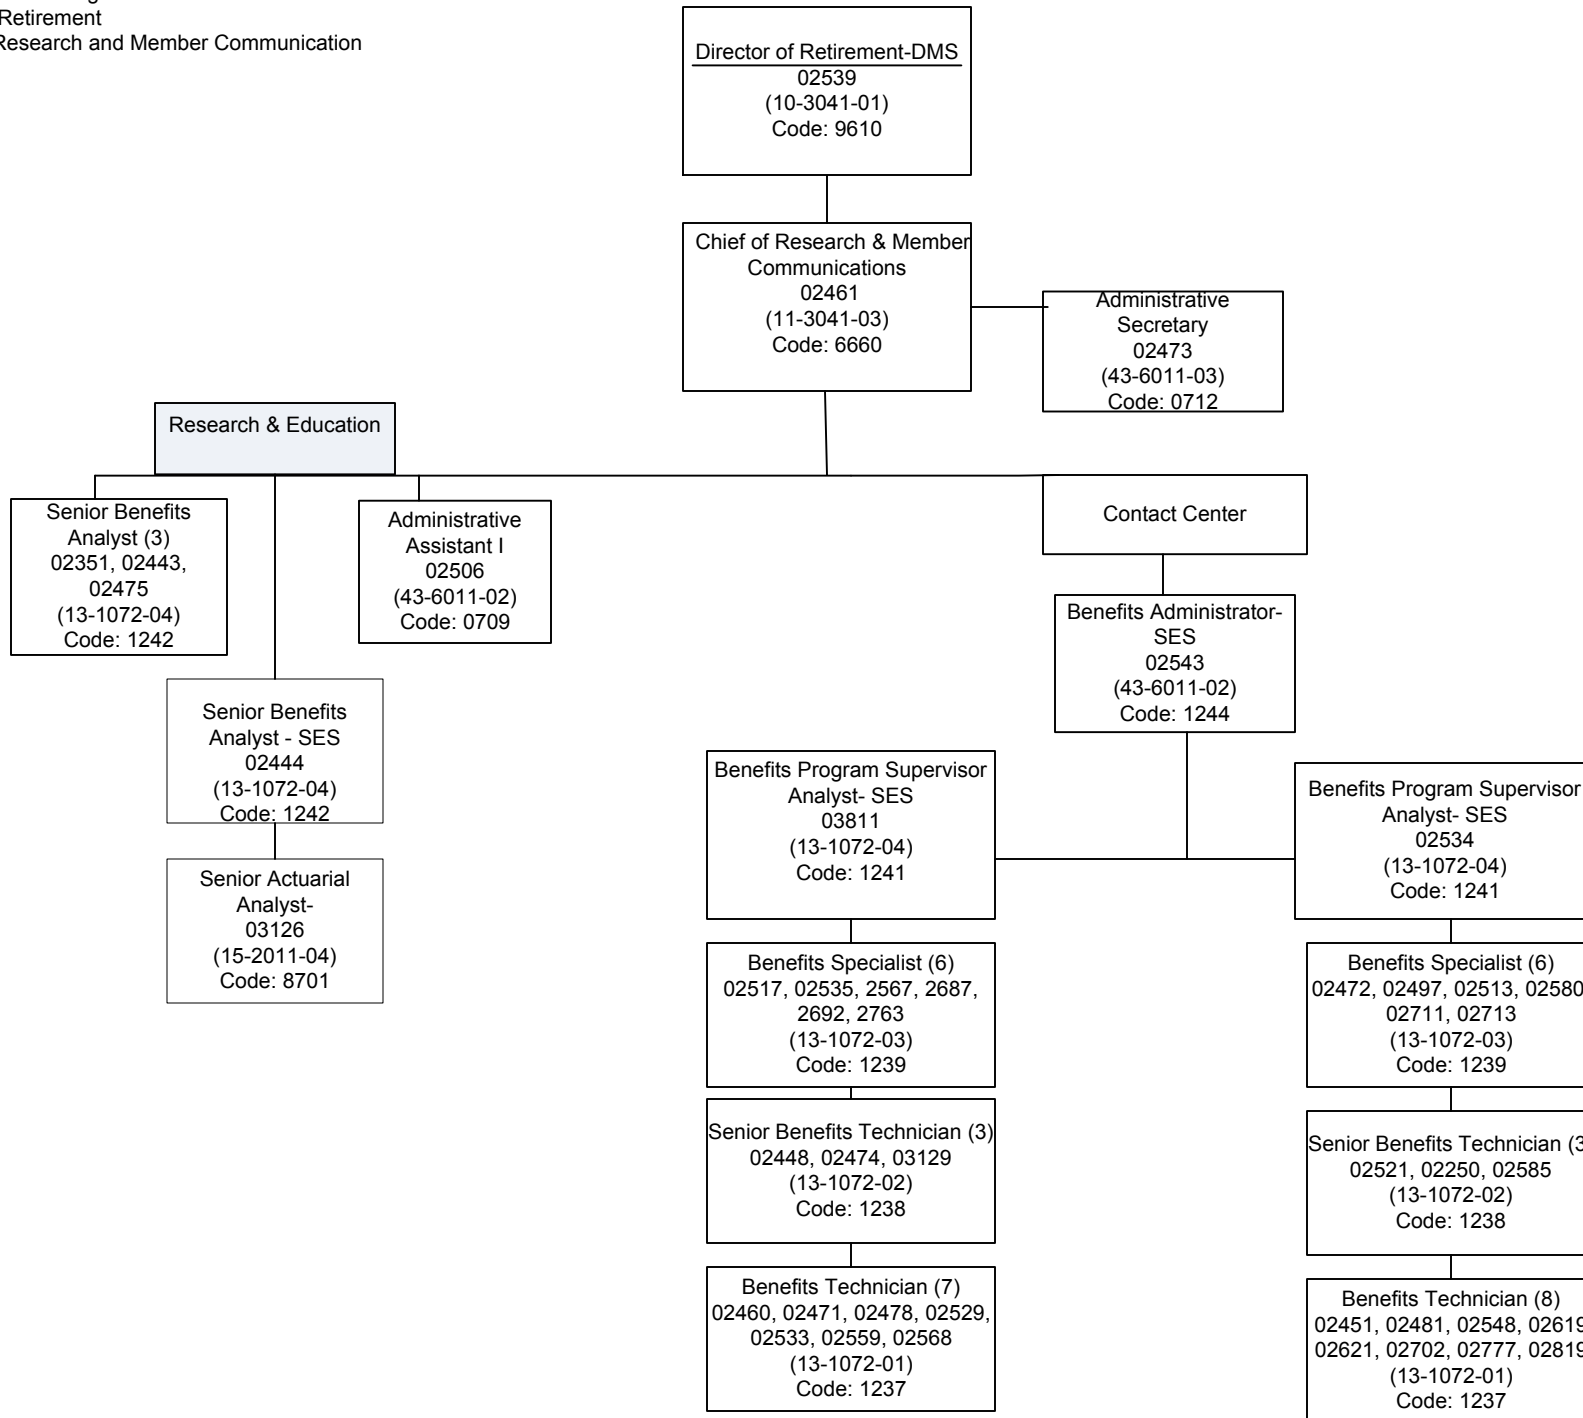 Retirement
Research and Member Communication
Director of Retirement-DMS
02539
(10-3041-01)
Code: 9610
Chief of Research & Member
Communications
02461
(11-3041-03)
Code: 6660
Administrative
Secretary
02473
(43-6011-03)
Code: 0712
Research & Education
Senior Benefits
Analyst (3)
02351, 02443,
02475
(13-1072-04)
Code: 1242
Administrative
Assistant I
02506
(43-6011-02)
Code: 0709
Contact Center
Benefits Administrator-
SES
02543
(43-6011-02)
Code: 1244
Senior Benefits
Analyst - SES
02444
(13-1072-04)
Code: 1242
Senior Actuarial
Analyst-
03126
(15-2011-04)
Code: 8701
Benefits Program Supervisor
Analyst- SES
03811
(13-1072-04)
Code: 1241
Benefits Program Supervisor
Analyst- SES
02534
(13-1072-04)
Code: 1241
Benefits Specialist (6)
02517, 02535, 2567, 2687,
2692, 2763
(13-1072-03)
Code: 1239
Benefits Specialist (6)
02472, 02497, 02513, 02580
02711, 02713
(13-1072-03)
Code: 1239
Senior Benefits Technician (3)
02448, 02474, 03129
(13-1072-02)
Code: 1238
Senior Benefits Technician (3
02521, 02250, 02585
(13-1072-02)
Code: 1238
Benefits Technician (7)
02460, 02471, 02478, 02529,
02533, 02559, 02568
(13-1072-01)
Code: 1237
Benefits Technician (8)
02451, 02481, 02548, 02619
02621, 02702, 02777, 02819
(13-1072-01)
Code: 1237